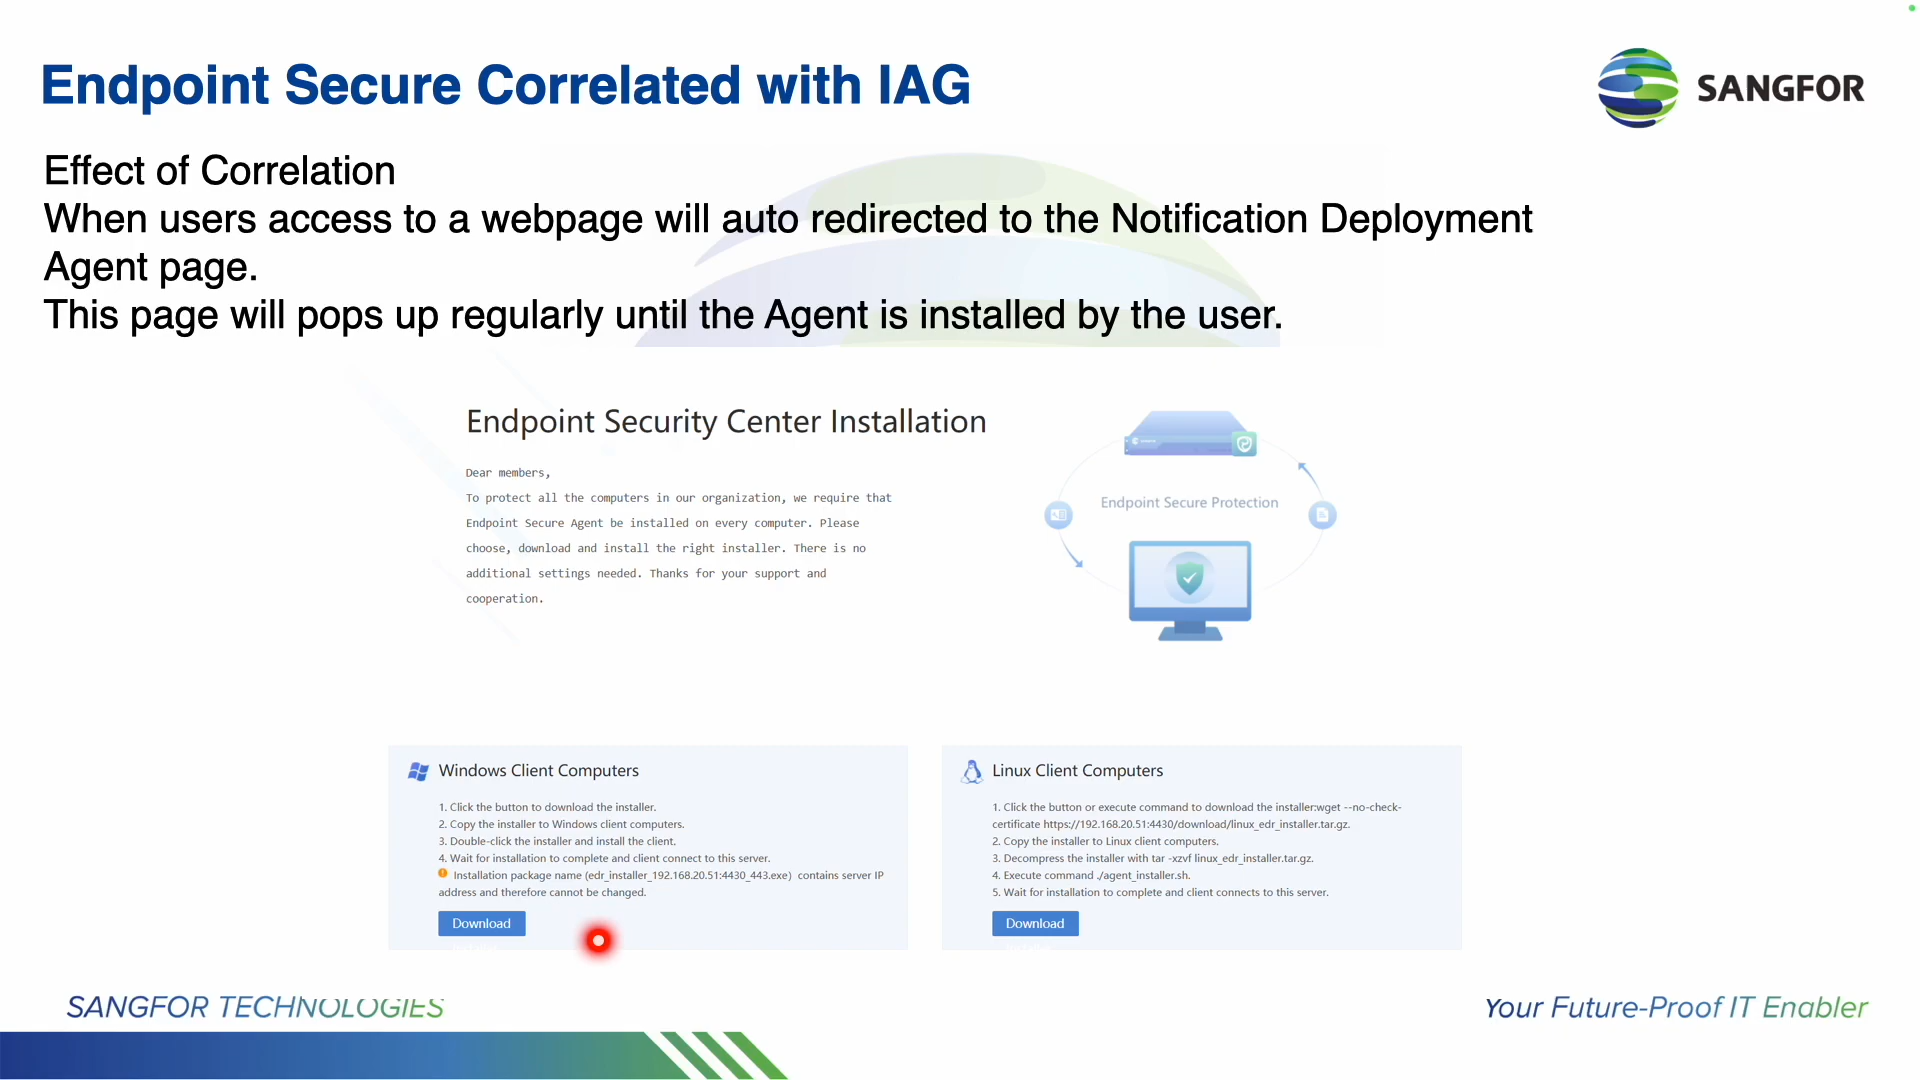 Endpoint Secure Correlated with IAG
SANGFOR
Effect of Correlation
When users access to a webpage will auto redirected to the Notification Deployment
Agent page.
This page will pops up regularly until the Agent is installed by the user.
Endpoint Security Center Installation
Dear members,
To protect all the computers in our organization, we require that
Endpoint Secure Agent be installed on every computer. Please
choose, download and install the right installer. There is no
additional settings needed. Thanks for your support and
cooperation.
Endpoint Secure Protection
Windows Client Computers
1. Click the button to download the installer.
2. Copy the installer to Windows client computers.
3. Double-click the installer and install the client.
4. Wait for installation to complete and client connect to this server.
Installation package name (edr_installer_192.168.20.51:4430_443.exe) contains server IP
address and therefore cannot be changed.
Download
Linux Client Computers
1. Click the button or execute command to download the installer:wget --no-check-
certificate https://192.168.20.51:4430/download/linux_edr_installer.tar.gz.
2. Copy the installer to Linux client computers.
3. Decompress the installer with tar -xzvf linux_edr_installer.tar.gz.
4. Execute command ./agent_installer.sh.
5. Wait for installation to complete and client connects to this server.
Download
SANGFOR TECHNOLOGIES
Your Future-Proof IT Enabler